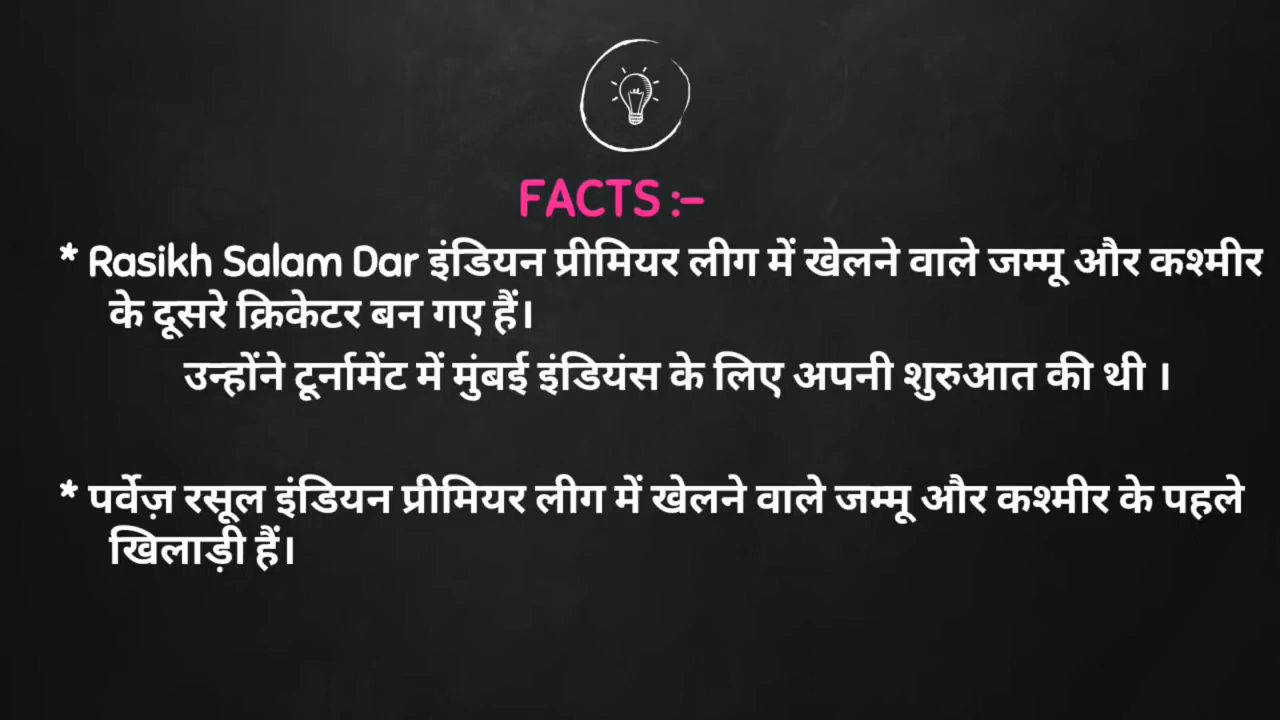 FACTS :-
* Rasikh Salam Dar इंडियन प्रीमियर लीग में खेलने वाले जम्मू और कश्मीर
के दूसरे क्रिकेटर बन गए हैं।
उन्होंने टूर्नामेंट में मुंबई इंडियंस के लिए अपनी शुरुआत की थी ।
* पर्वेज़ रसूल इंडियन प्रीमियर लीग में खेलने वाले जम्मू और कश्मीर के पहले
खिलाड़ी हैं।